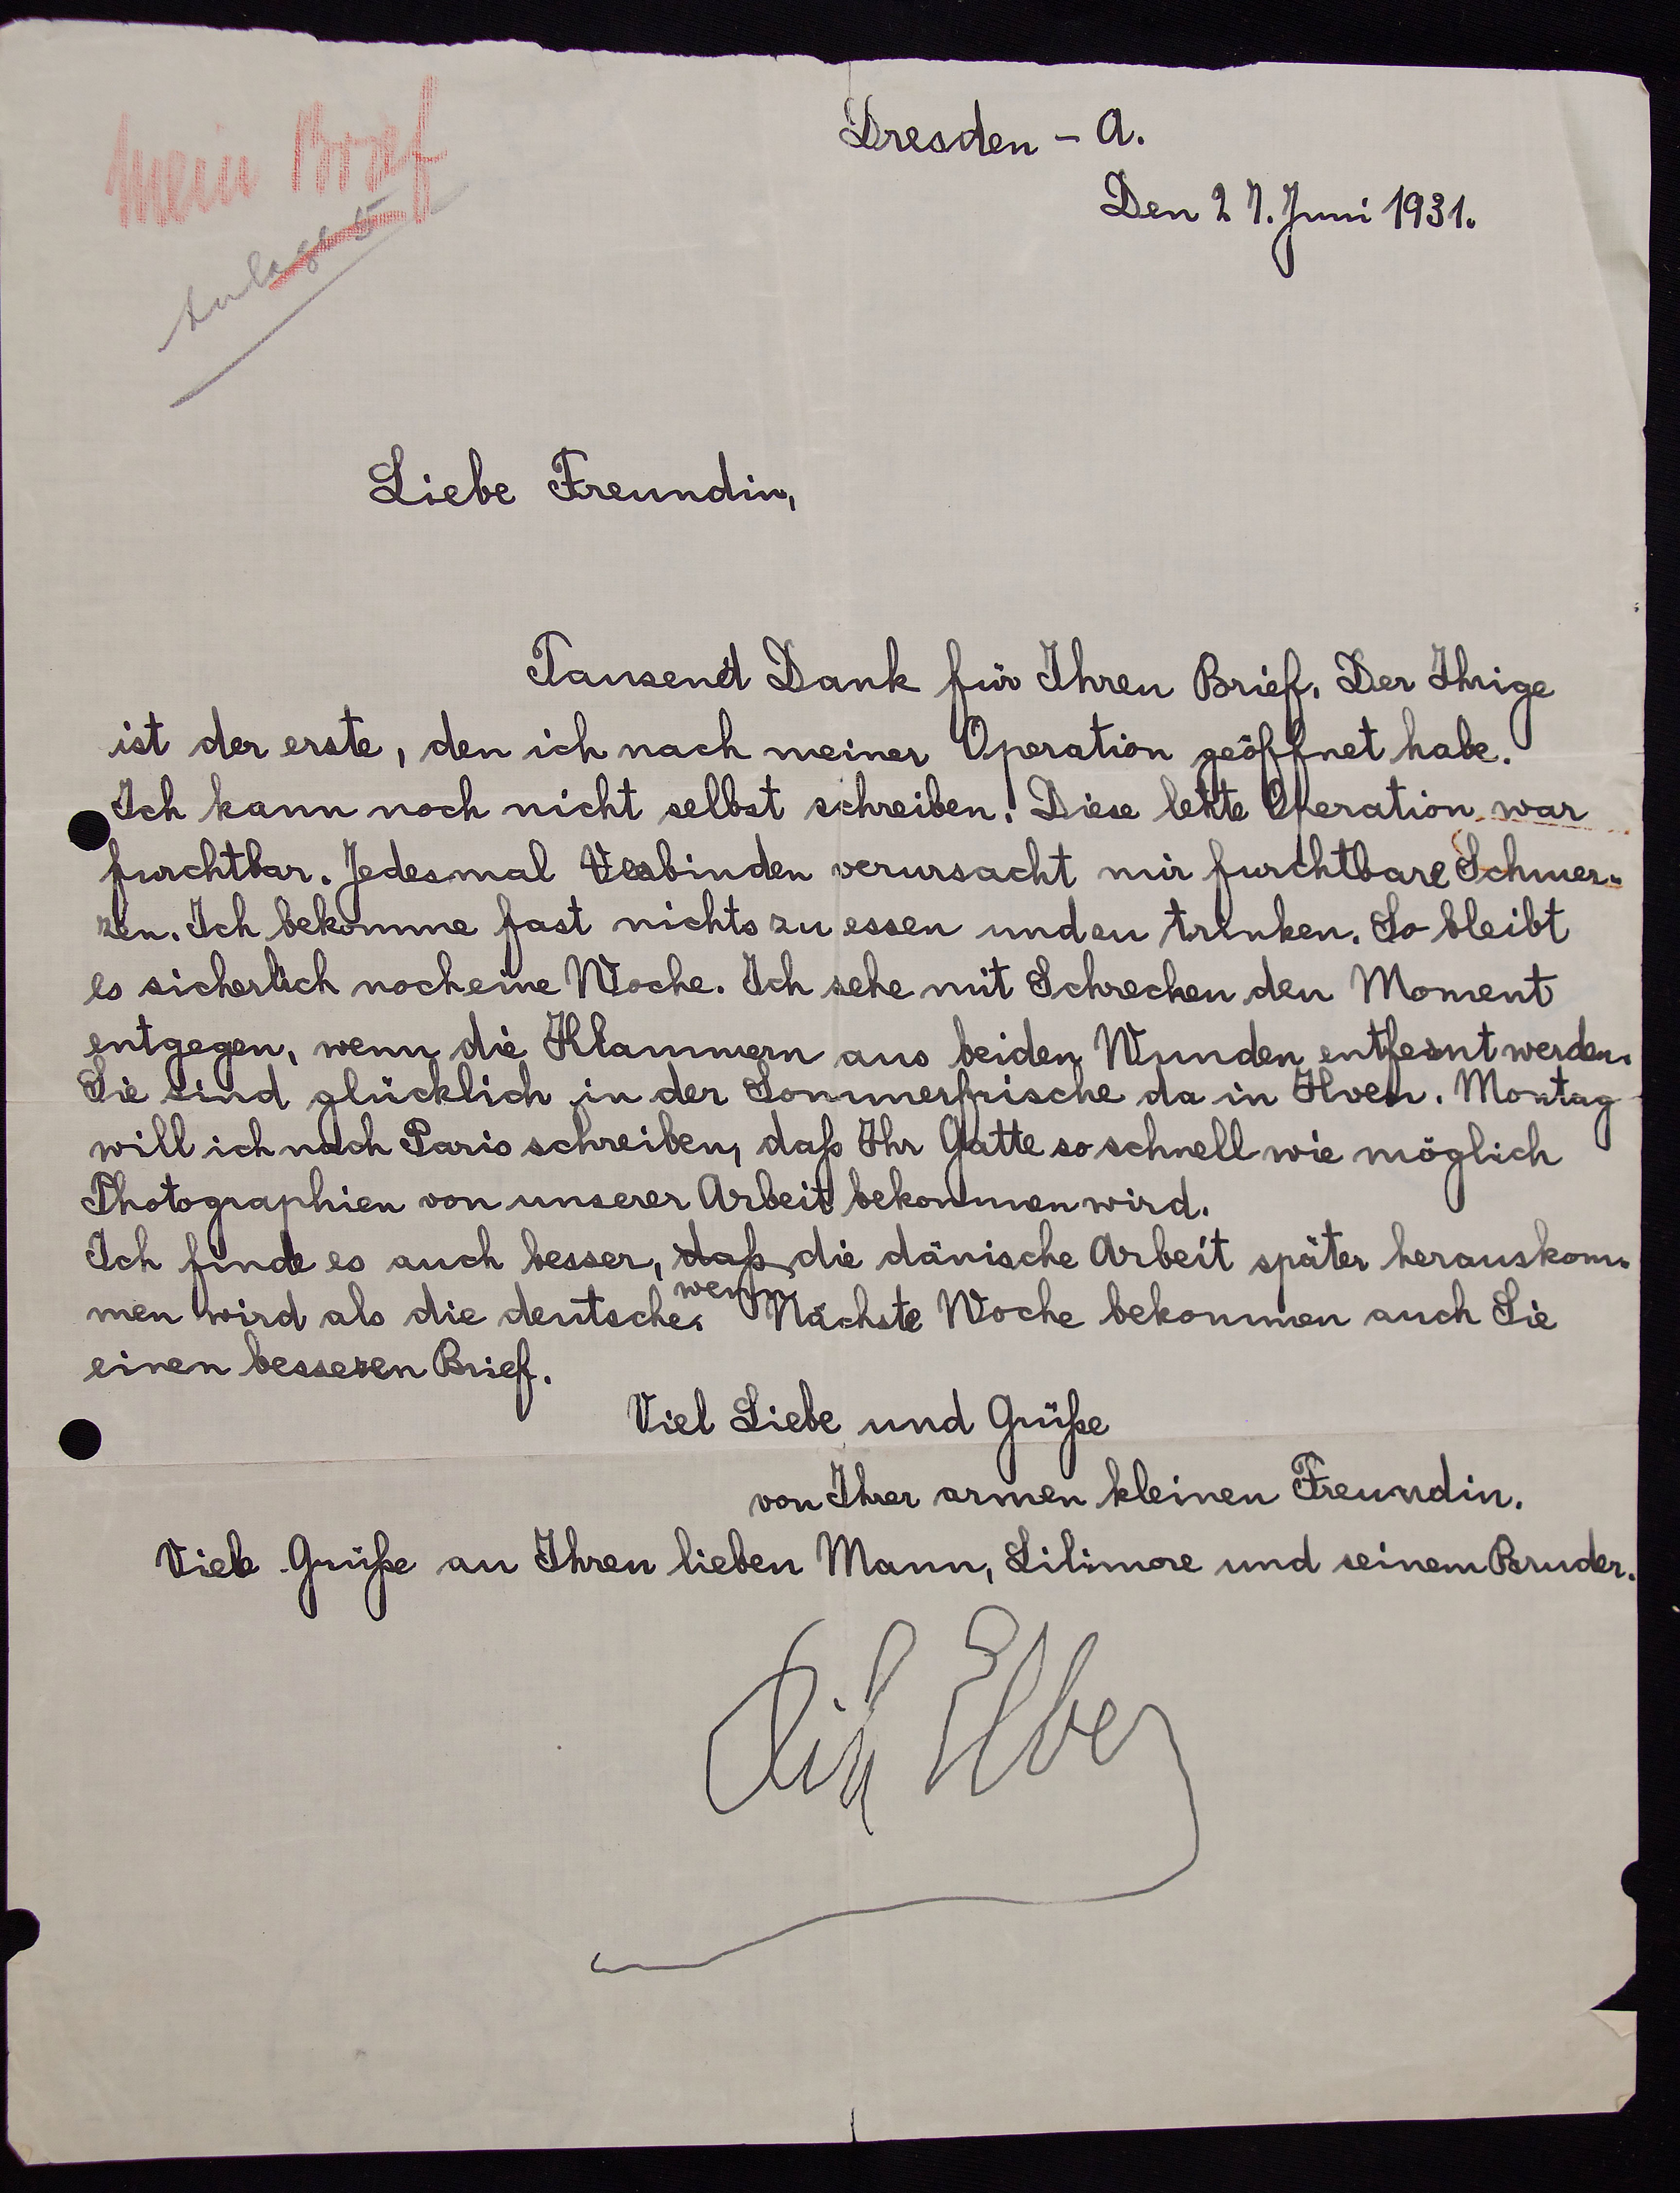 Mein Brief
Anlage 5
Dresden - A.
Den 27. Juni 1931.
Liebe Freundin,
Tausend Dank für Ihren Brief. Der Ihrige
ist der erste, den ich nach meiner Operation geöffnet habe.
Ich kann noch nicht selbst schreiben. Diese letzte Operation war
furchtbar. Jedesmal Verbinden verursacht mir furchtbare Schmer-
zen. Ich bekomme fast nichts zu essen und zu trinken. So bleibt
es sicherlich noch eine Woche. Ich sehe mit Schrecken den Moment
entgegen, wenn die Klammern aus beiden Wunden entfernt werden.
Sie sind glücklich in der Sommerfrische da in Hven. Montag
will ich nach Paris schreiben, daß Ihr Gatte so schnell wie möglich
Photographien von unserer Arbeit bekommen wird.
Ich finde es auch besser, daß die dänische Arbeit später herauskom-
wenn
men wird als die deutsche. Nächste Woche bekommen auch Sie
einen besseren Brief.
Viel Liebe und Grüße
von Ihrer armen kleinen Freundin.
Viele Grüße an Ihren lieben Mann, Lilimore und seinem Bruder.
Lili Elbe